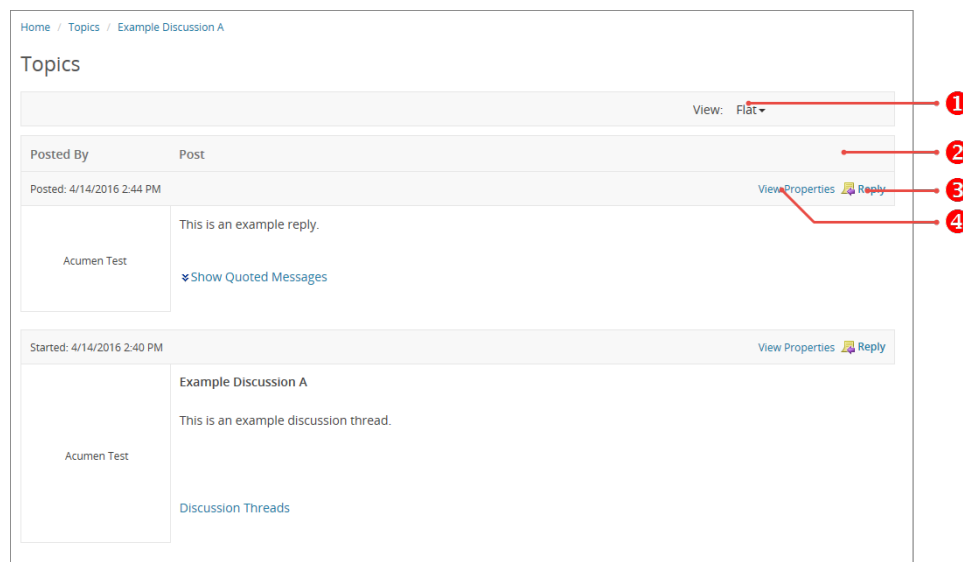 Home / Topics / Example Discussion A
Topics
View: Flat
1
Posted By Post
2
Posted: 4/14/2016 2:44 PM View Properties Reply
3
4
This is an example reply.
Acumen Test
Show Quoted Messages
Started: 4/14/2016 2:40 PM View Properties Reply
Example Discussion A
This is an example discussion thread.
Acumen Test
Discussion Threads